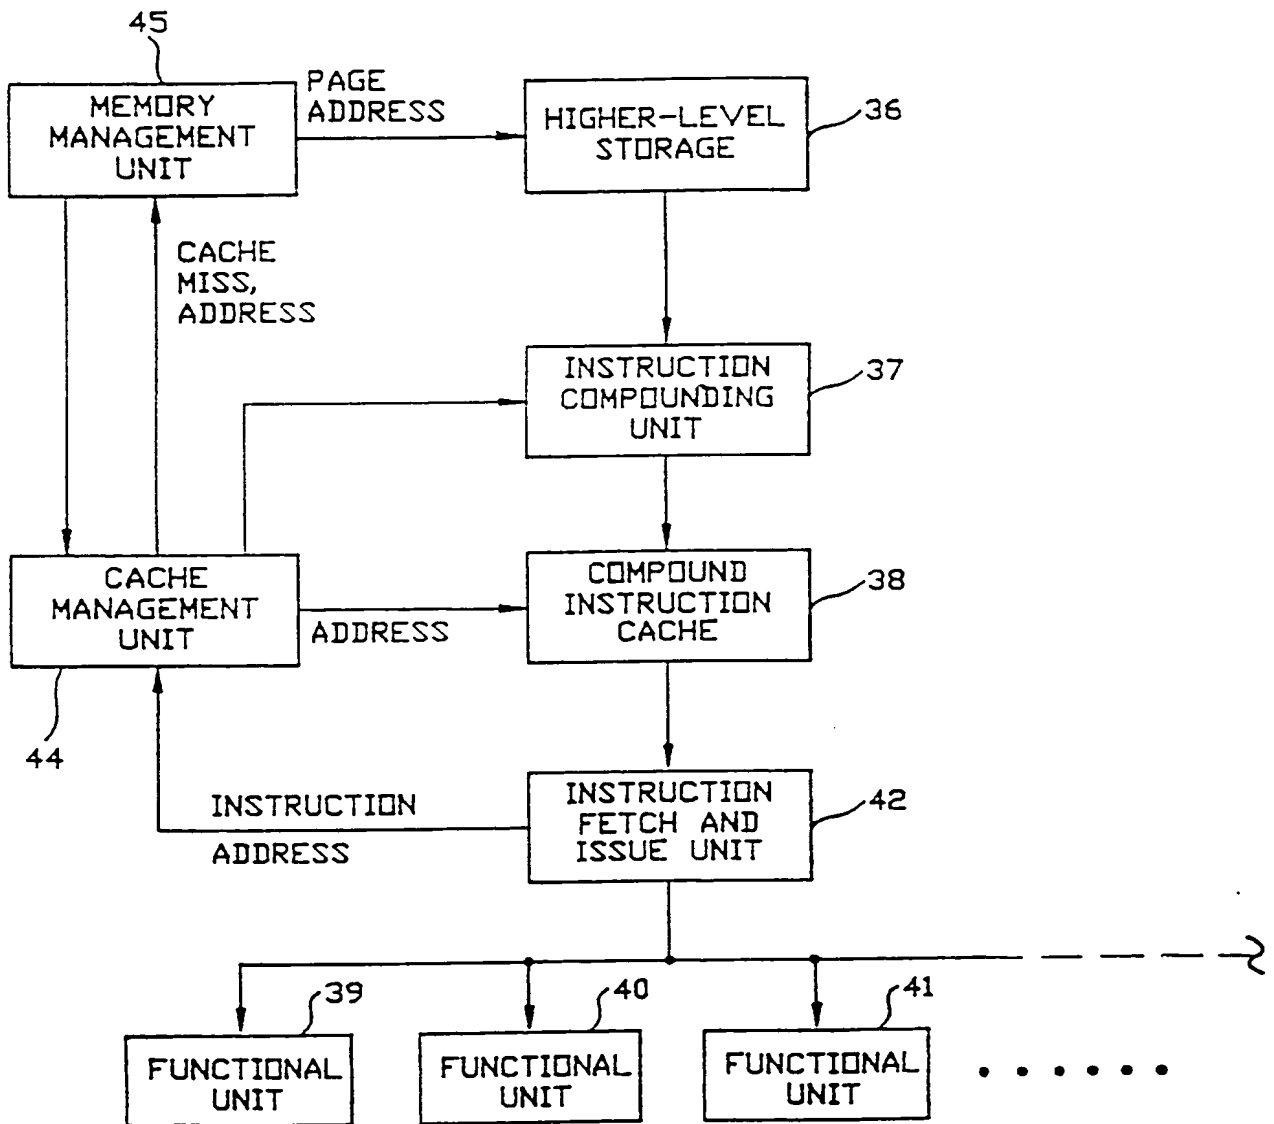 45
MEMORY
MANAGEMENT
UNIT
PAGE
ADDRESS
HIGHER-LEVEL
STORAGE
36
CACHE
MISS,
ADDRESS
INSTRUCTION
COMPOUNDING
UNIT
37
CACHE
MANAGEMENT
UNIT
44
ADDRESS
COMPOUND
INSTRUCTION
CACHE
38
INSTRUCTION
ADDRESS
INSTRUCTION
FETCH AND
ISSUE UNIT
42
39
FUNCTIONAL
UNIT
40
FUNCTIONAL
UNIT
41
FUNCTIONAL
UNIT